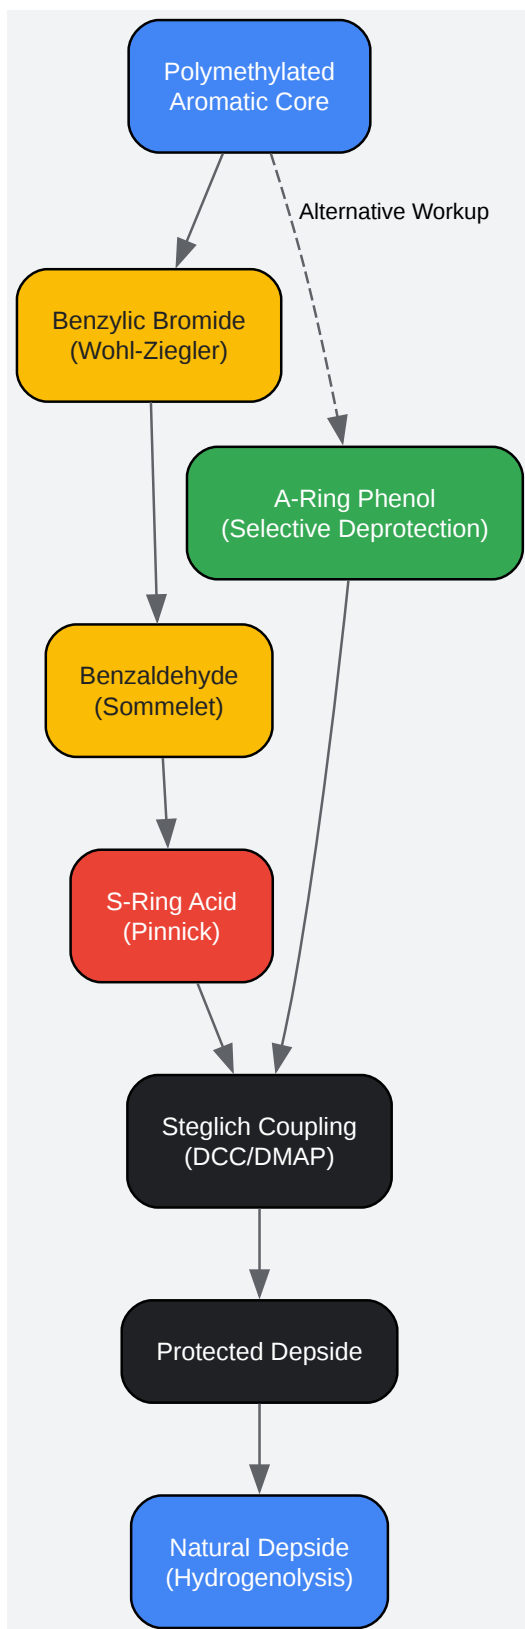 Polymethylated
Aromatic Core
Alternative Workup
Benzylic Bromide
(Wohl-Ziegler)
A-Ring Phenol
(Selective Deprotection)
Benzaldehyde
(Sommelet)
S-Ring Acid
(Pinnick)
Steglich Coupling
(DCC/DMAP)
Protected Depside
Natural Depside
(Hydrogenolysis)